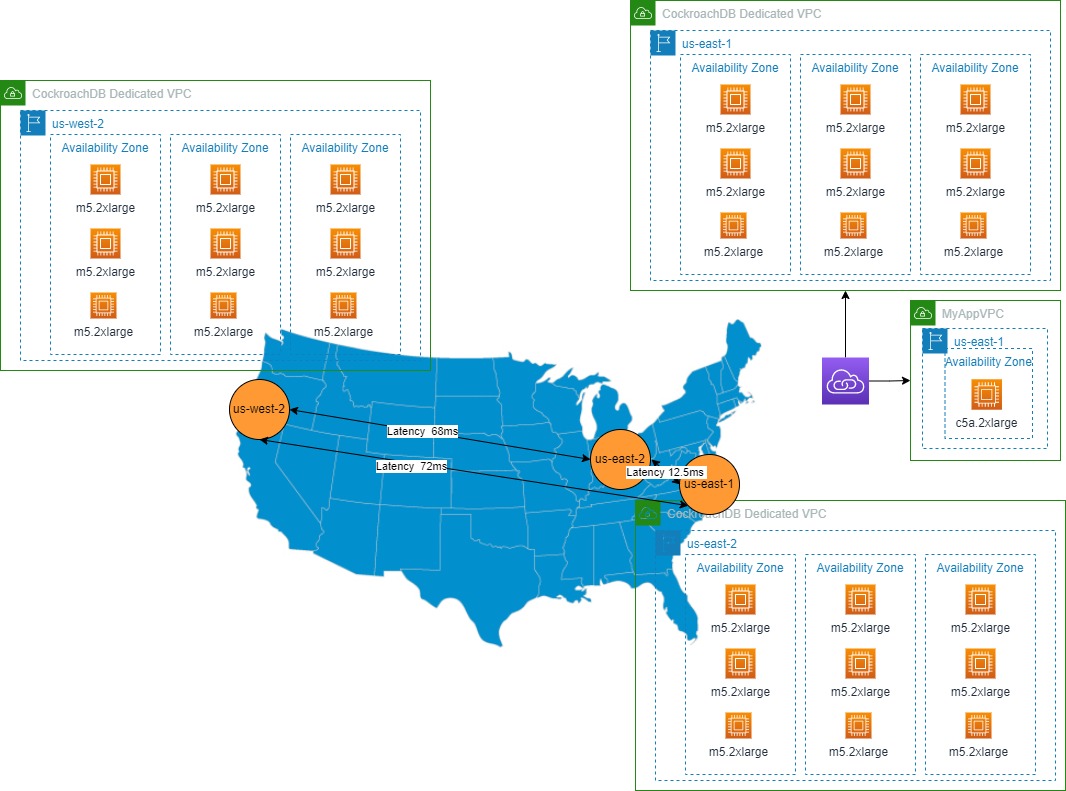 CockroachDB Dedicated VPC
us-east-1
Availability Zone
Availability Zone
Availability Zone
m5.2xlarge
m5.2xlarge
m5.2xlarge
m5.2xlarge
m5.2xlarge
m5.2xlarge
m5.2xlarge
m5.2xlarge
m5.2xlarge
CockroachDB Dedicated VPC
us-west-2
Availability Zone
Availability Zone
Availability Zone
m5.2xlarge
m5.2xlarge
m5.2xlarge
m5.2xlarge
m5.2xlarge
m5.2xlarge
m5.2xlarge
m5.2xlarge
m5.2xlarge
MyAppVPC
us-east-1
Availability Zone
c5a.2xlarge
us-west-2
Latency 68ms
us-east-2
Latency 72ms
Latency 12.5ms
us-east-1
CockroachDB Dedicated VPC
us-east-2
Availability Zone
Availability Zone
Availability Zone
m5.2xlarge
m5.2xlarge
m5.2xlarge
m5.2xlarge
m5.2xlarge
m5.2xlarge
m5.2xlarge
m5.2xlarge
m5.2xlarge